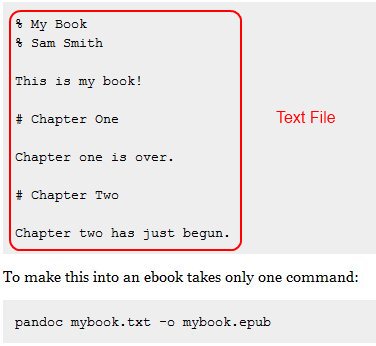 % My Book
% Sam Smith
This is my book!
# Chapter One
Text File
Chapter one is over.
# Chapter Two
Chapter two has just begun.
To make this into an ebook takes only one command:
pandoc mybook.txt -o mybook.epub